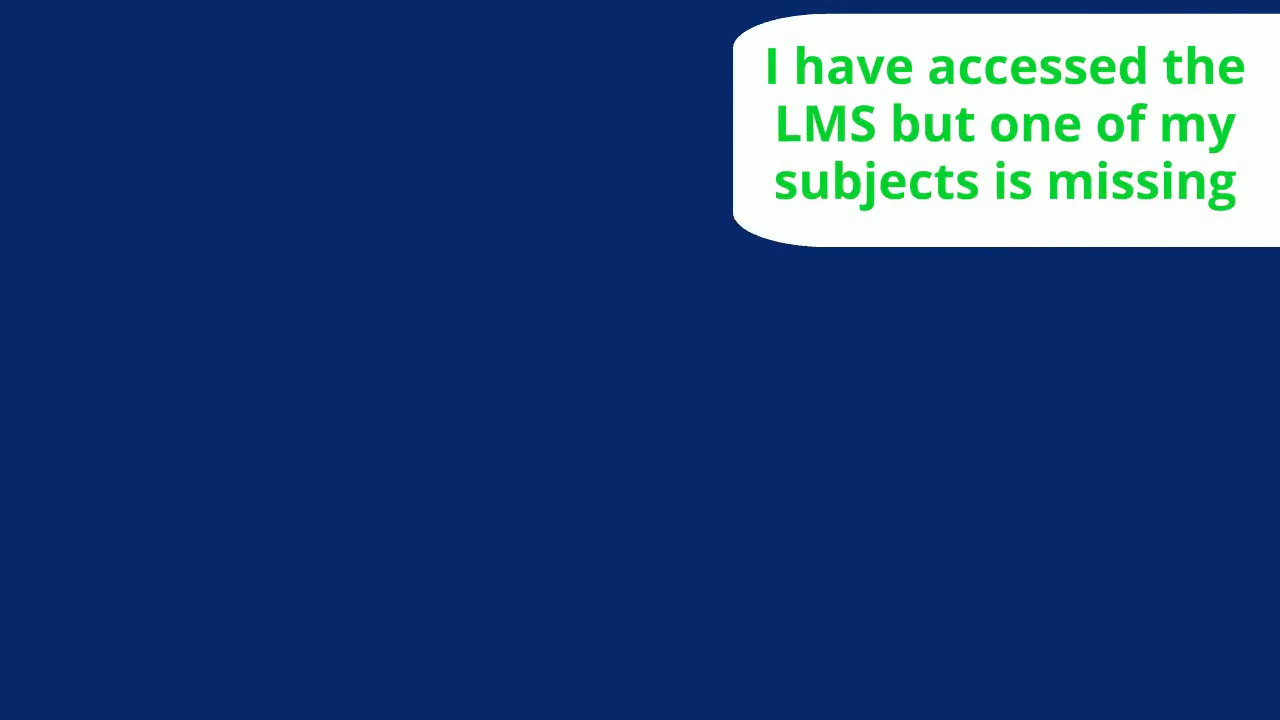 I have accessed the
LMS but one of my
subjects is missing